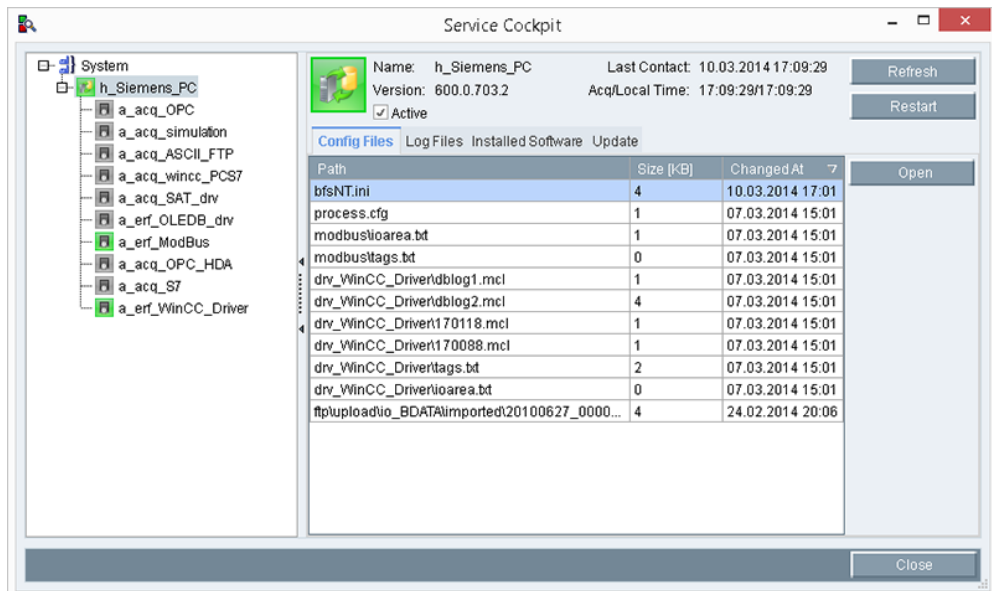 Service Cockpit
System
h_Siemens_PC
a_acq_OPC
a_acq_simulation
a_acq_ASCII_FTP
a_acq_wincc_PCS7
a_acq_SAT_drv
a_erf_OLEDB_drv
a_erf_ModBus
a_acq_OPC_HDA
a_acq_S7
a_erf_WinCC_Driver
Name: h_Siemens_PC Last Contact: 10.03.2014 17:09:29
Version: 600.0.703.2 Acq/Local Time: 17:09:29/17:09:29
Active
Refresh
Restart
Config Files Log Files Installed Software Update
Path Size [KB] Changed At
bfsNT.ini 4 10.03.2014 17:01
process.cfg 1 07.03.2014 15:01
modbus\ioarea.txt 1 07.03.2014 15:01
modbus\tags.txt 0 07.03.2014 15:01
drv_WinCC_Driver\dblog1.mcl 1 07.03.2014 15:01
drv_WinCC_Driver\dblog2.mcl 4 07.03.2014 15:01
drv_WinCC_Driver\170118.mcl 1 07.03.2014 15:01
drv_WinCC_Driver\170088.mcl 1 07.03.2014 15:01
drv_WinCC_Driver\tags.txt 2 07.03.2014 15:01
drv_WinCC_Driver\ioarea.txt 0 07.03.2014 15:01
ftp\upload\io_BDATA\imported\20100627_0000... 4 24.02.2014 20:06
Open
Close